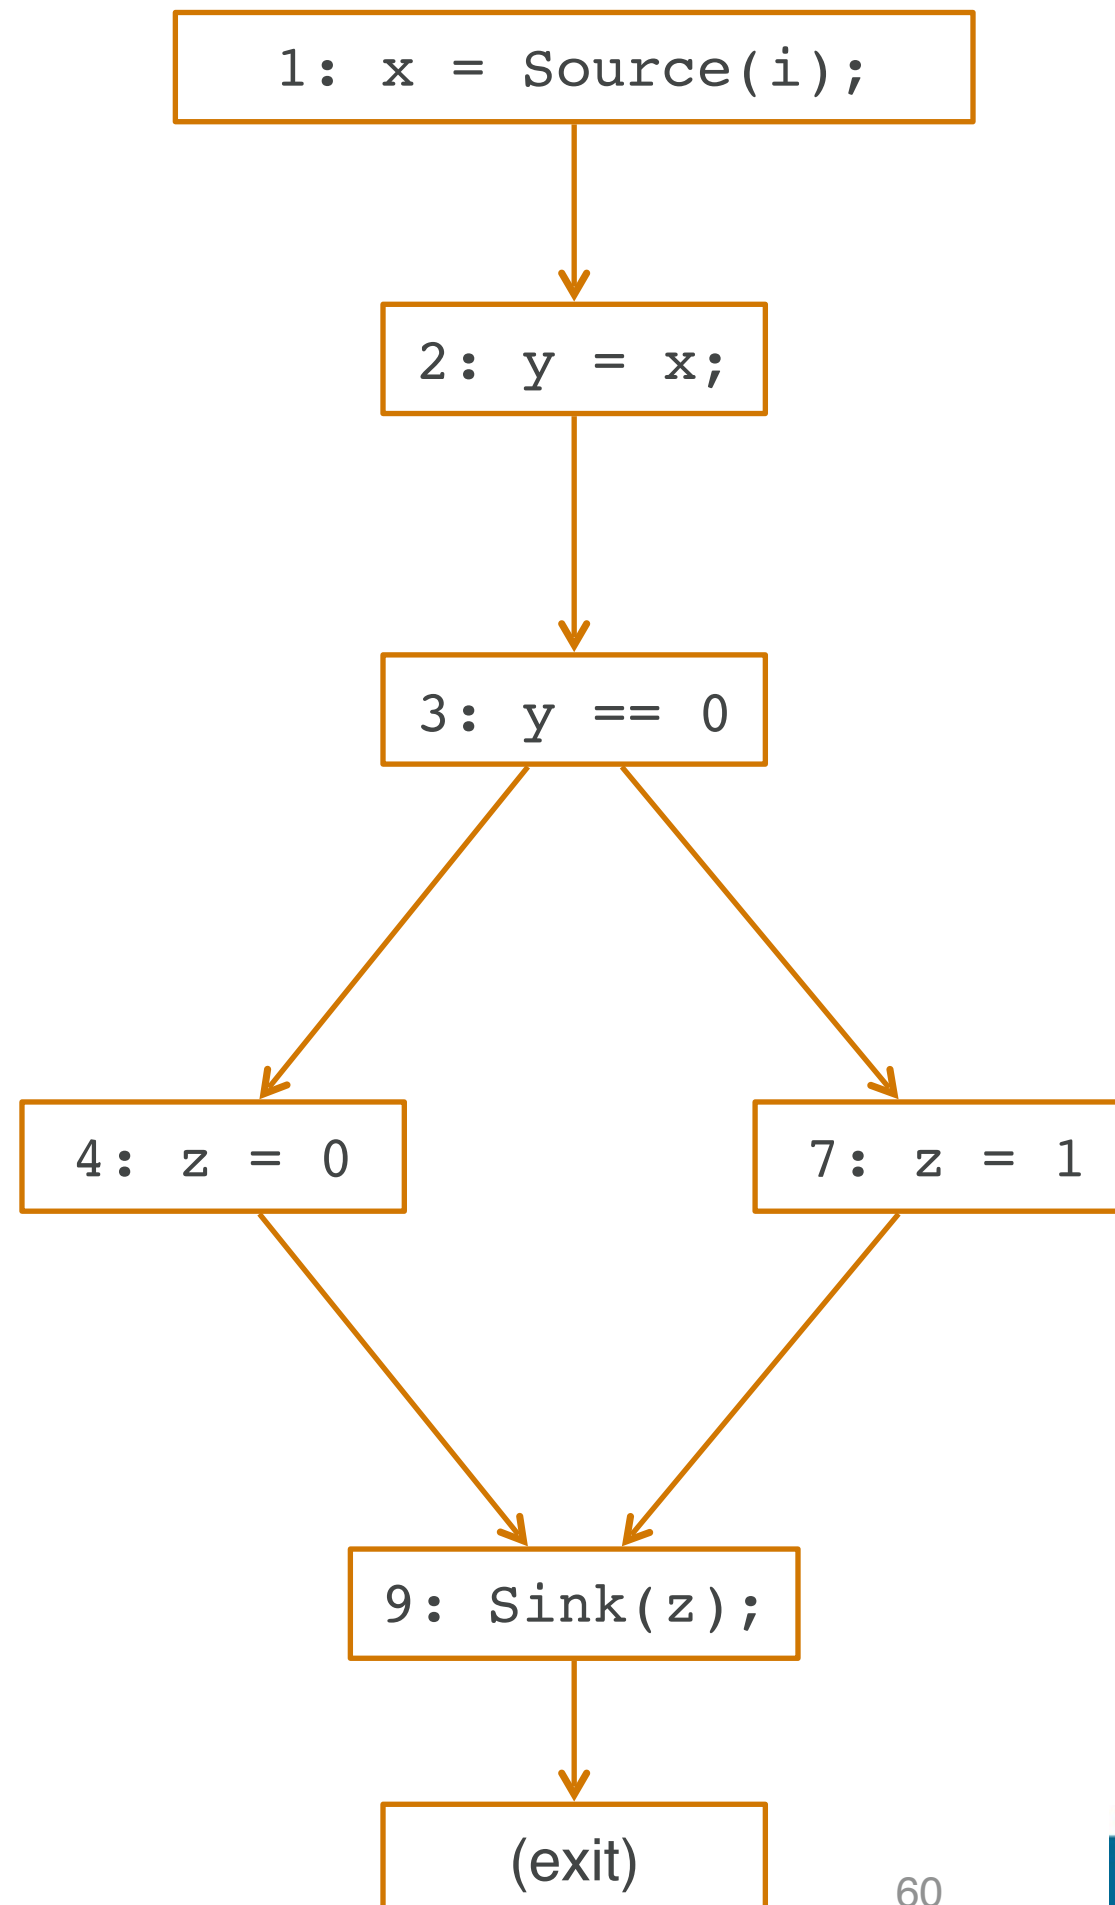 1: x = Source(i);
2: y = x;
3: y == 0
4: z = 0
7: z = 1
9: Sink(z);
(exit)
60